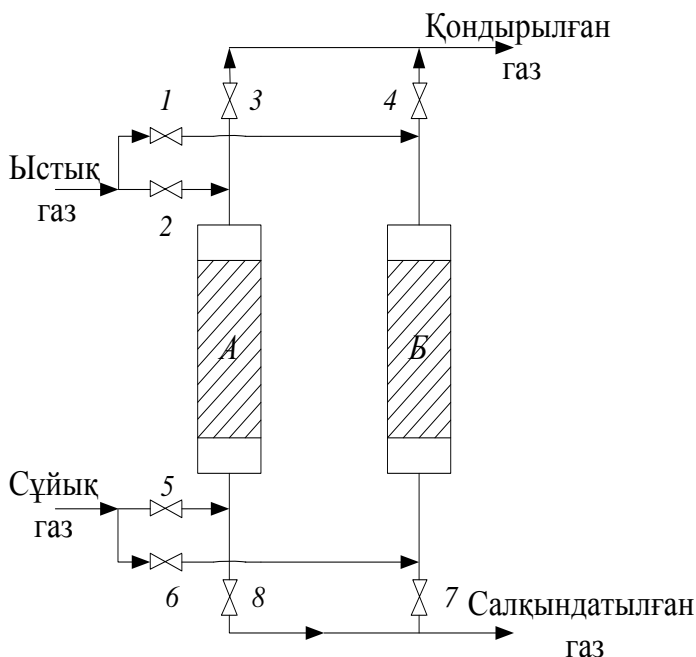 Қондырылған
газ
1
3
4
Ыстық
газ
2
А
Б
Сұйық
газ
5
6
8
7
Салқындатылған
газ